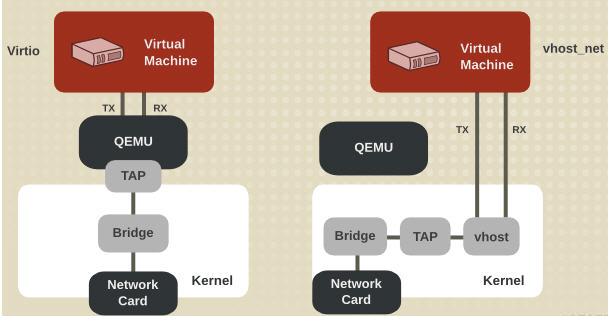 Virtio
Virtual
Machine
TX
RX
QEMU
TAP
Bridge
Network
Card
Kernel
vhost_net
Virtual
Machine
TX
RX
QEMU
Bridge
TAP
vhost
Kernel
Network
Card